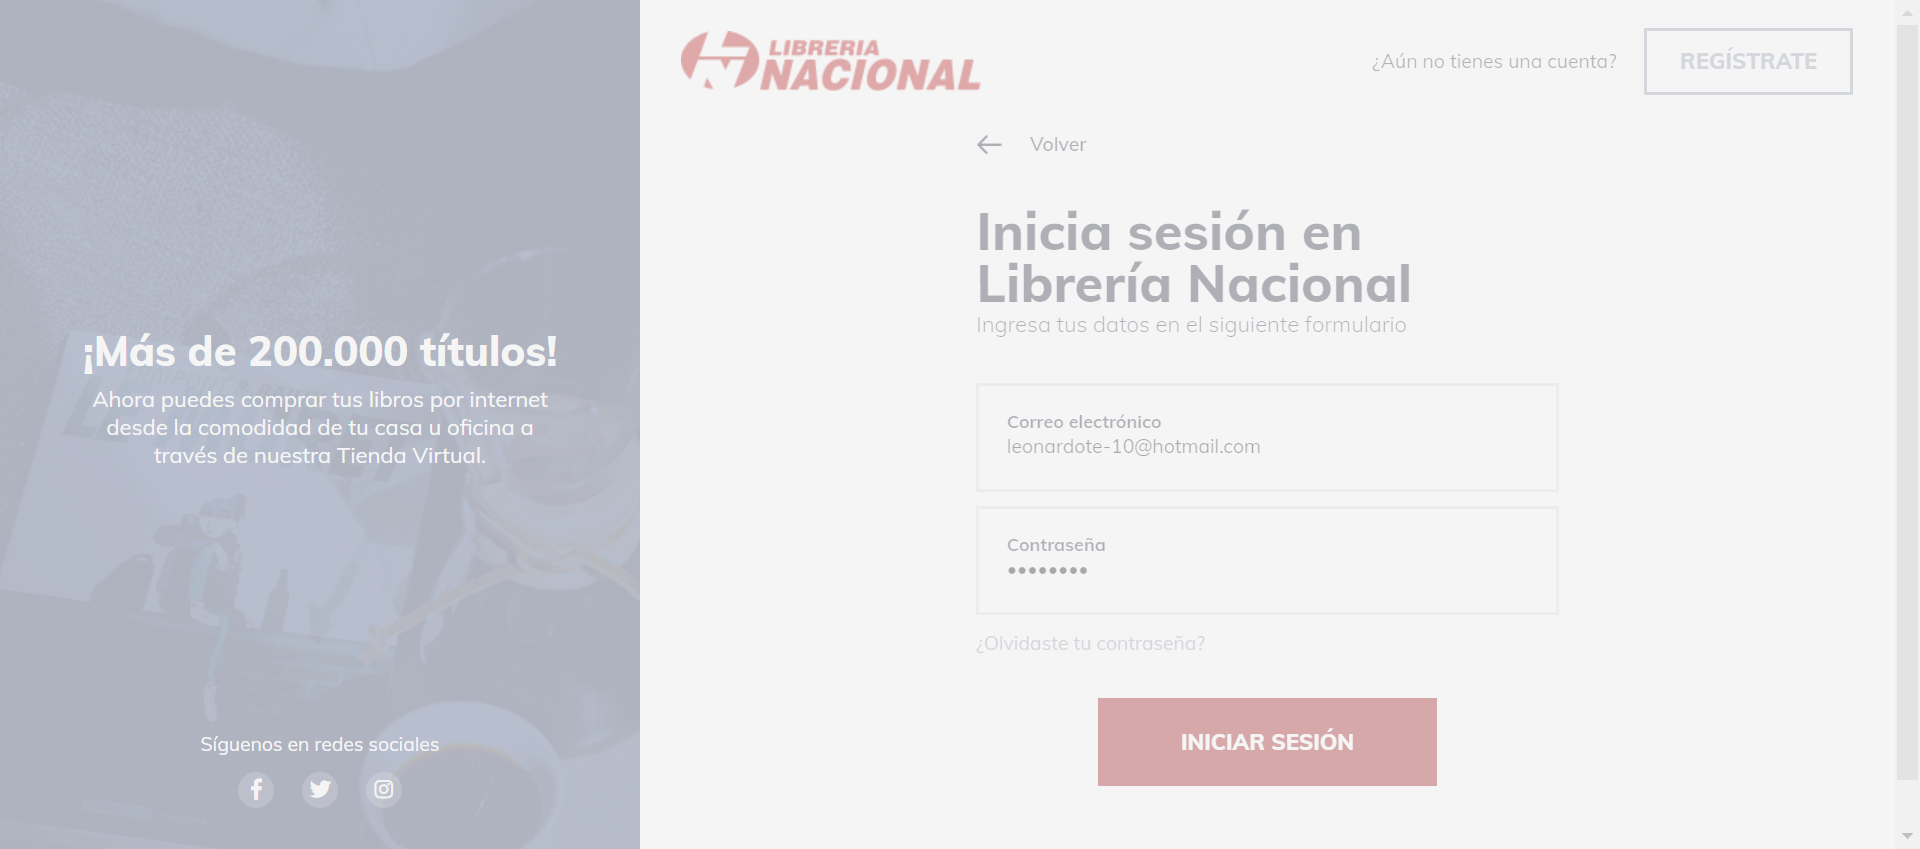 ¡Más de 200.000 títulos!
Ahora puedes comprar tus libros por internet
desde la comodidad de tu casa u oficina a
través de nuestra Tienda Virtual.
Síguenos en redes sociales
LIBRERIA
NACIONAL
¿Aún no tienes una cuenta?
REGÍSTRATE
Volver
Inicia sesión en
Librería Nacional
Ingresa tus datos en el siguiente formulario
Correo electrónico
leonardote-10@hotmail.com
Contraseña
••••••••
¿Olvidaste tu contraseña?
INICIAR SESIÓN